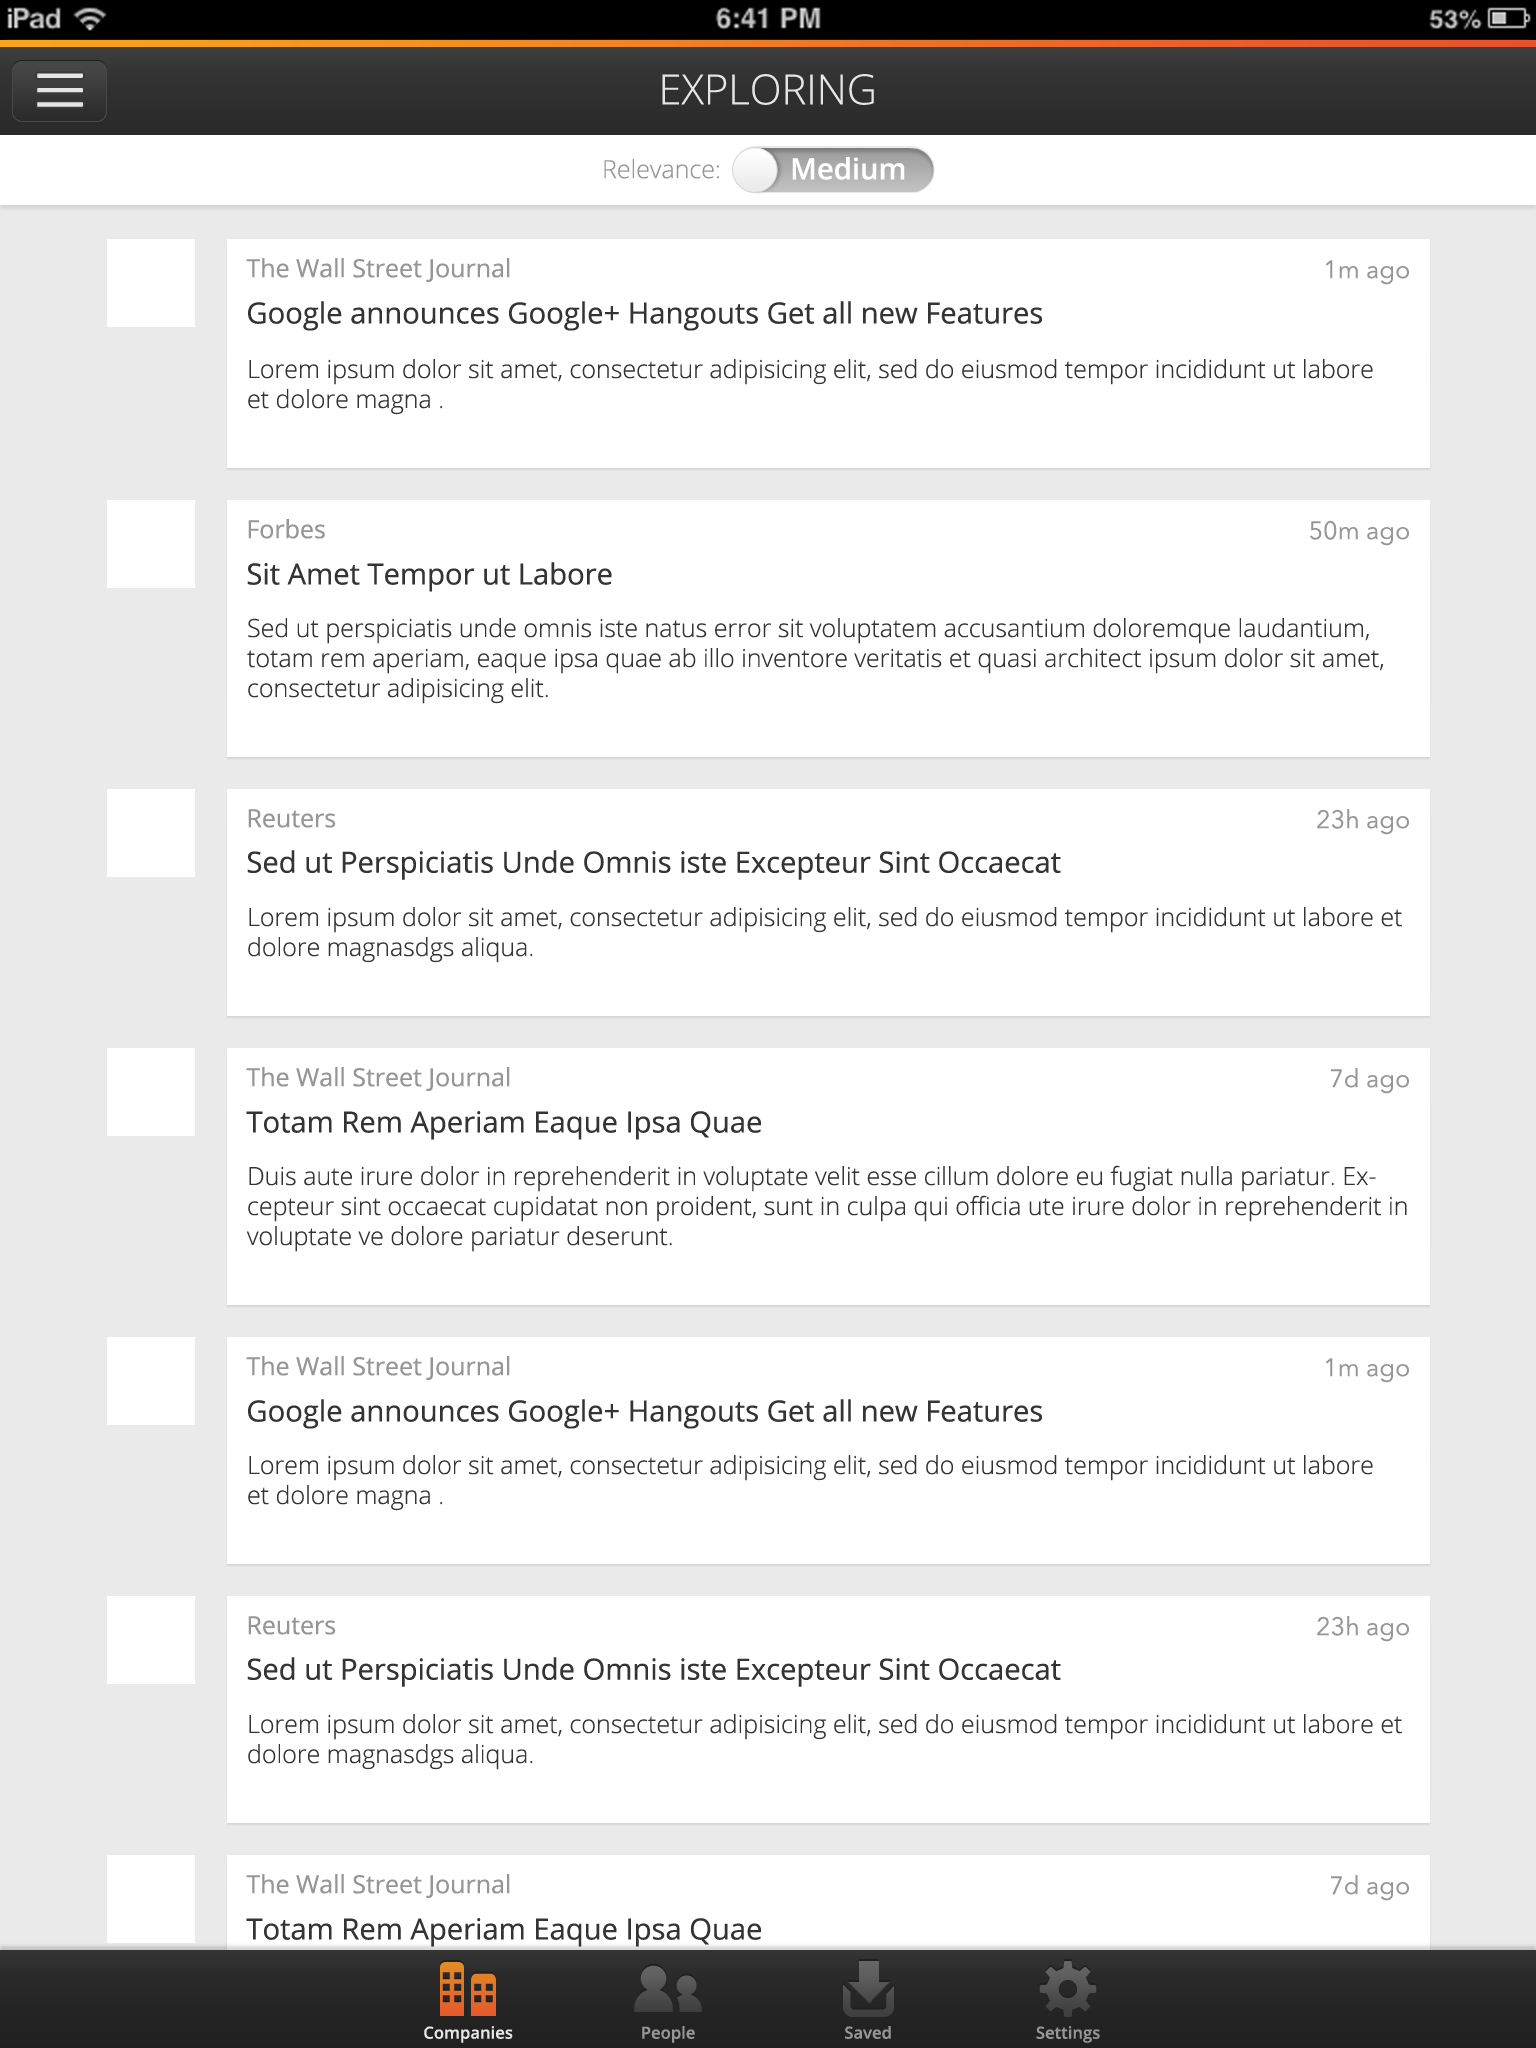 iPad 6:41 PM 53%
EXPLORING
Relevance: Medium
The Wall Street Journal 1m ago
Google announces Google+ Hangouts Get all new Features
Lorem ipsum dolor sit amet, consectetur adipisicing elit, sed do eiusmod tempor incididunt ut labore
et dolore magna .
Forbes 50m ago
Sit Amet Tempor ut Labore
Sed ut perspiciatis unde omnis iste natus error sit voluptatem accusantium doloremque laudantium,
totam rem aperiam, eaque ipsa quae ab illo inventore veritatis et quasi architect ipsum dolor sit amet,
consectetur adipisicing elit.
Reuters 23h ago
Sed ut Perspiciatis Unde Omnis iste Excepteur Sint Occaecat
Lorem ipsum dolor sit amet, consectetur adipisicing elit, sed do eiusmod tempor incididunt ut labore et
dolore magnasdgs aliqua.
The Wall Street Journal 7d ago
Totam Rem Aperiam Eaque Ipsa Quae
Duis aute irure dolor in reprehenderit in voluptate velit esse cillum dolore eu fugiat nulla pariatur. Ex-
cepteur sint occaecat cupidatat non proident, sunt in culpa qui officia ute irure dolor in reprehenderit in
voluptate ve dolore pariatur deserunt.
The Wall Street Journal 1m ago
Google announces Google+ Hangouts Get all new Features
Lorem ipsum dolor sit amet, consectetur adipisicing elit, sed do eiusmod tempor incididunt ut labore
et dolore magna .
Reuters 23h ago
Sed ut Perspiciatis Unde Omnis iste Excepteur Sint Occaecat
Lorem ipsum dolor sit amet, consectetur adipisicing elit, sed do eiusmod tempor incididunt ut labore et
dolore magnasdgs aliqua.
The Wall Street Journal 7d ago
Totam Rem Aperiam Eaque Ipsa Quae
Companies People Saved Settings